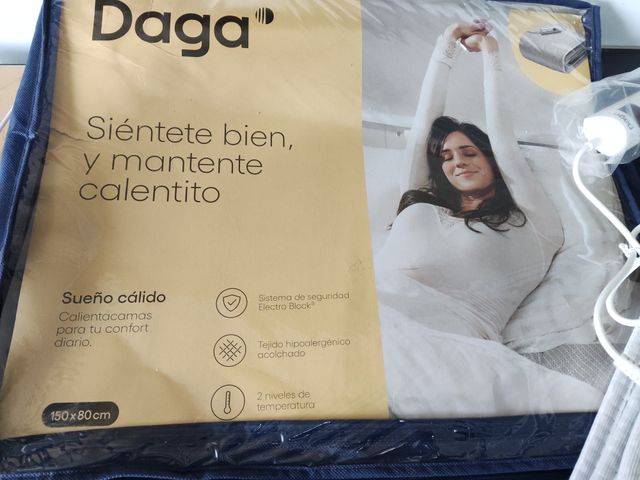 Daga
Siéntete bien,
y mantente
calentito
Sueño cálido
Calientacamas
para tu confort
diario.
Sistema de seguridad
Electro Block®
Tejido hipoalergénico
acolchado
2 niveles de
temperatura
150x80cm